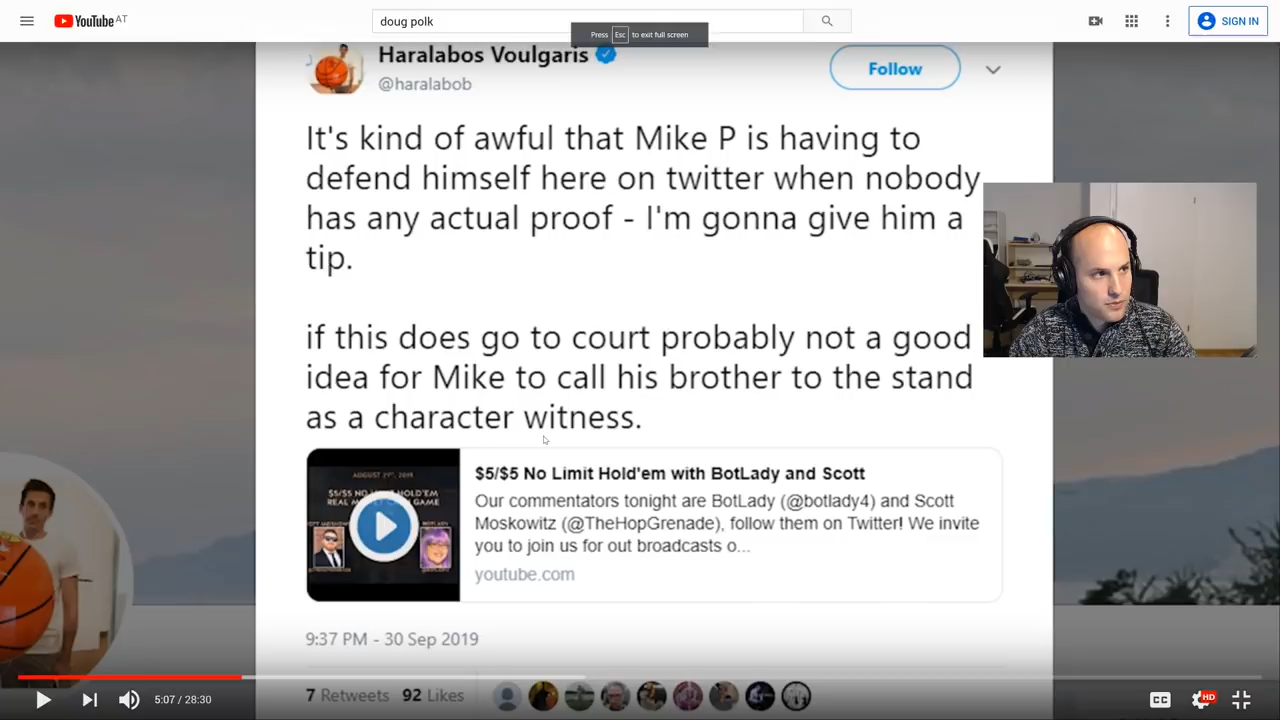 YouTube AT
doug polk
SIGN IN
Press Esc to exit full screen
Haralabos Voulgaris
@haralabob
Follow
It's kind of awful that Mike P is having to
defend himself here on twitter when nobody
has any actual proof - I'm gonna give him a
tip.
if this does go to court probably not a good
idea for Mike to call his brother to the stand
as a character witness.
AUGUST 29TH, 2019
$5/$5 NO LIMIT HOLD'EM
$5/$5 No Limit Hold'em with BotLady and Scott
Our commentators tonight are BotLady (@botlady4) and Scott
Moskowitz (@TheHopGrenade), follow them on Twitter! We invite
you to join us for out broadcasts o...
youtube.com
9:37 PM - 30 Sep 2019
7 Retweets 92 Likes
5:07 / 28:30
CC
HD